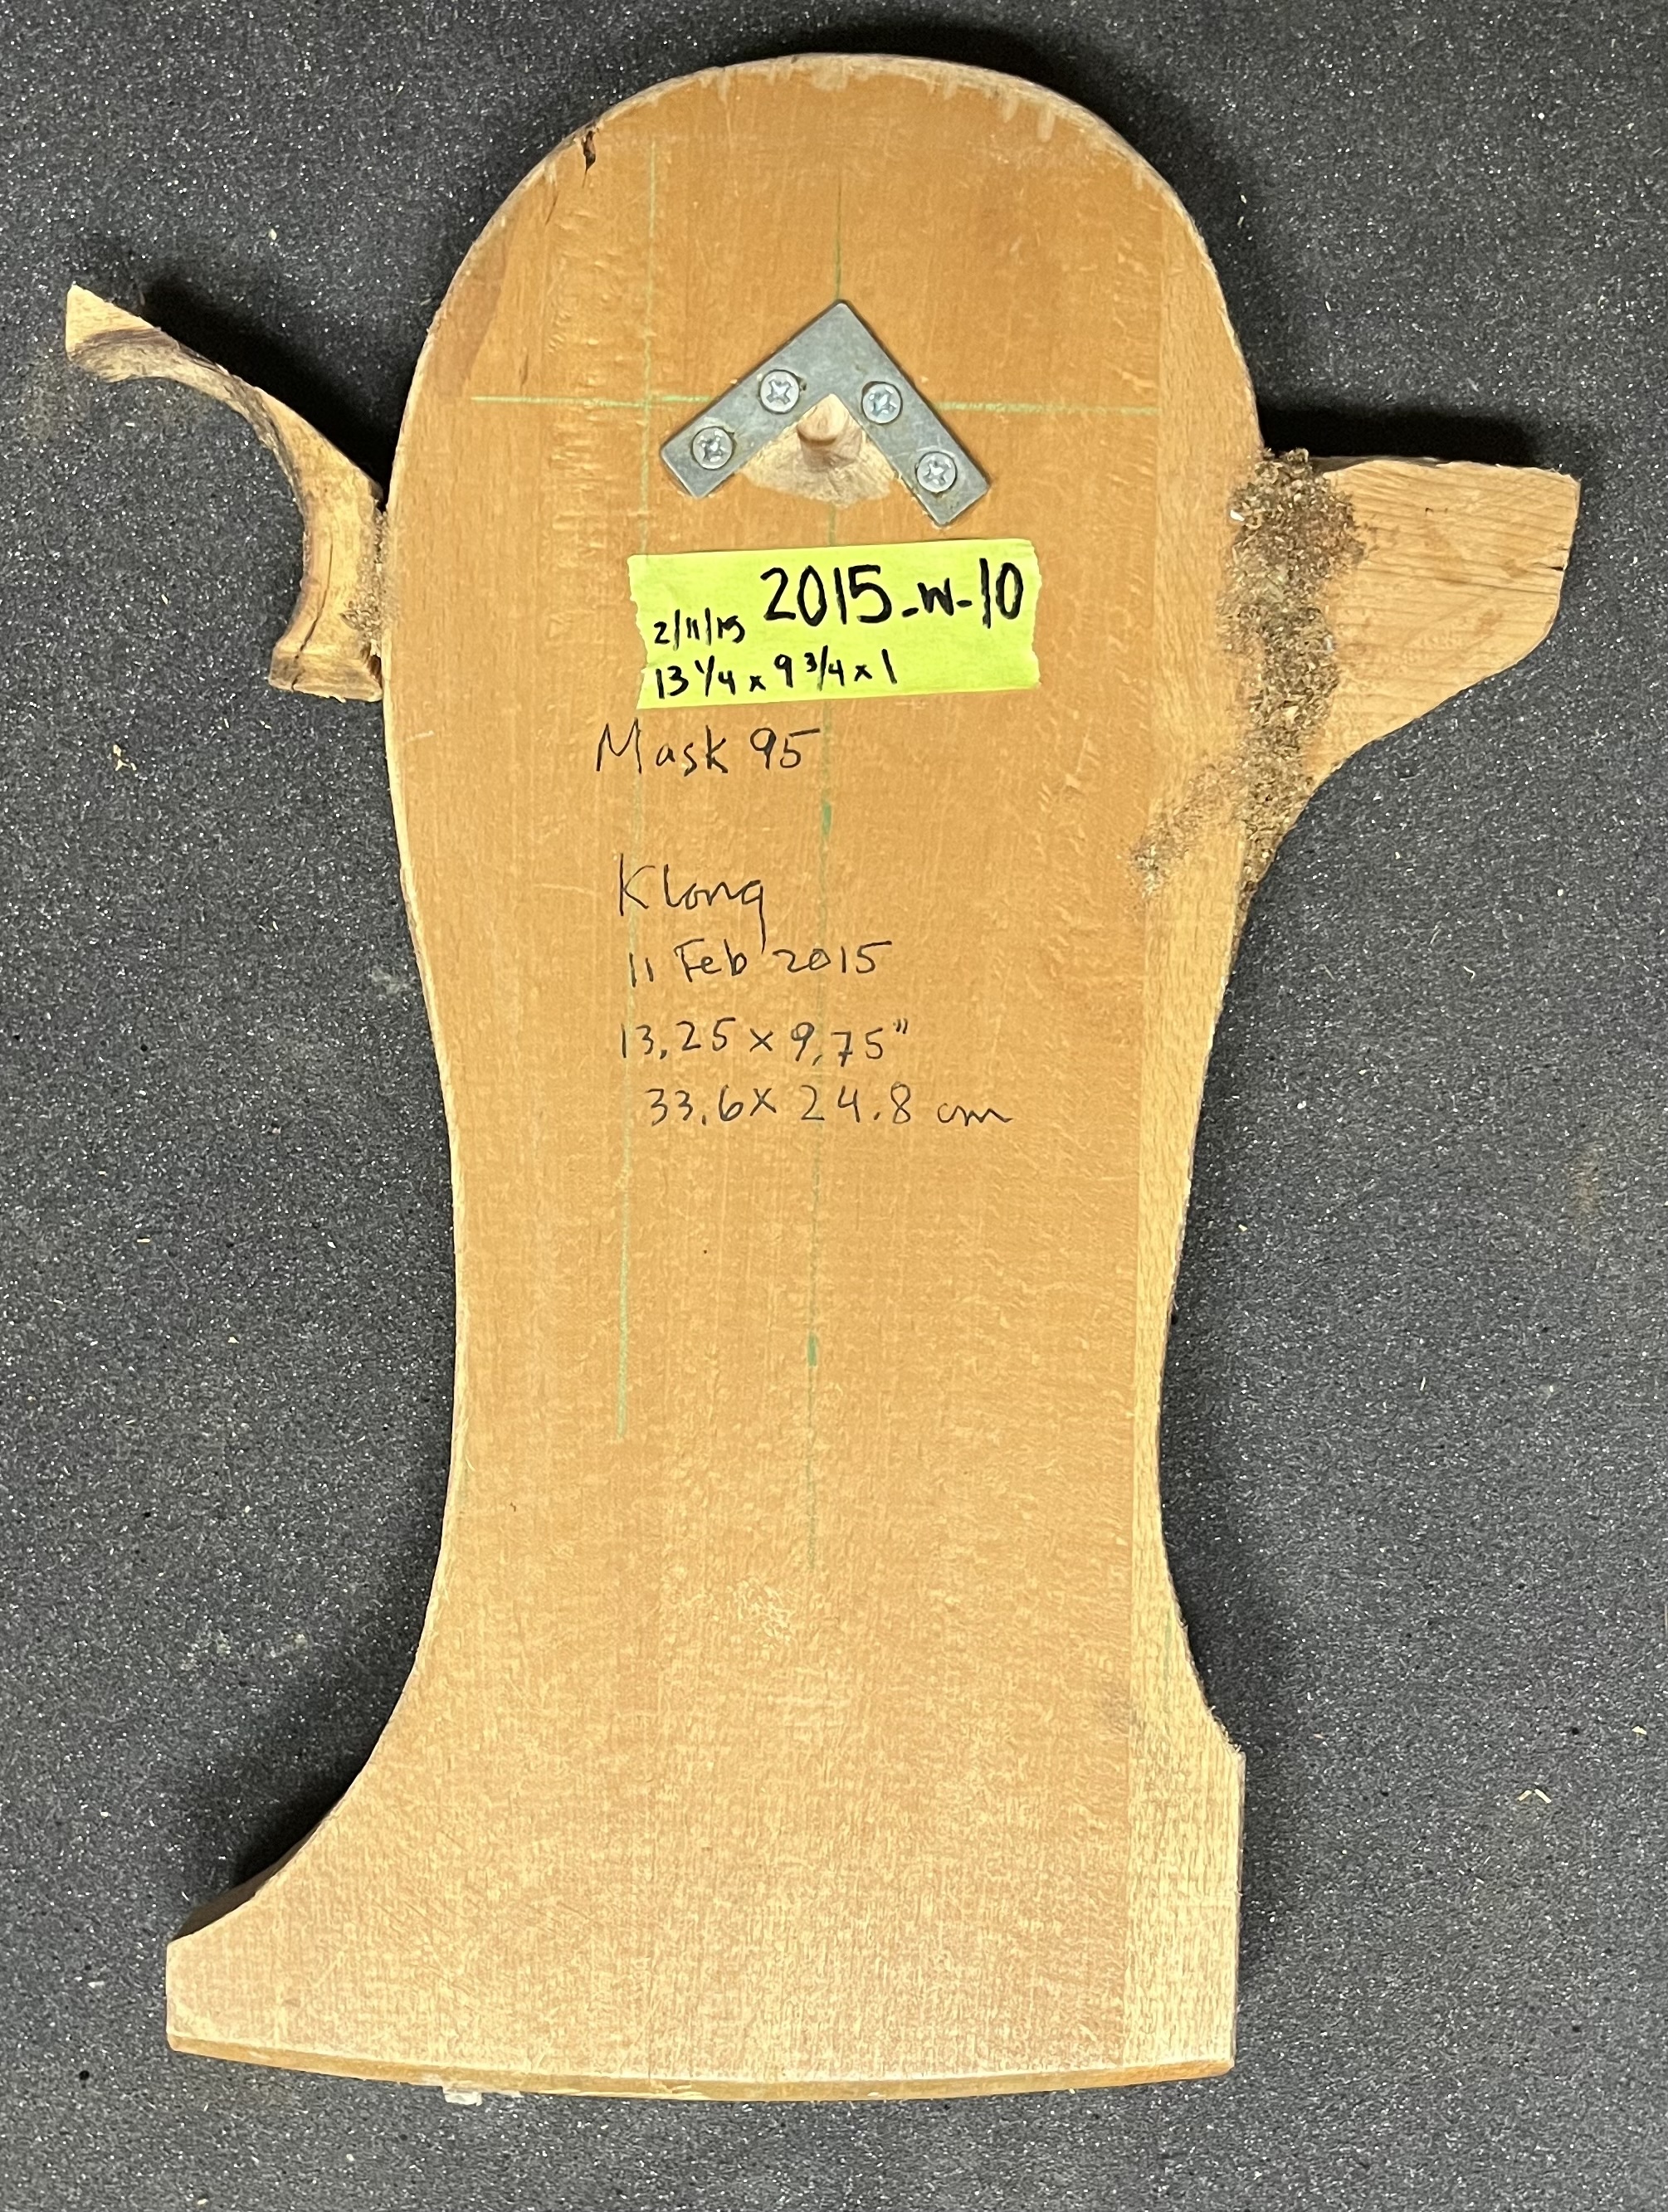 2015-W-10
2/11/15
13 1/4 x 9 3/4 x 1
Mask 95
Klong
11 Feb 2015
13.25 x 9.75"
33.6 x 24.8 cm